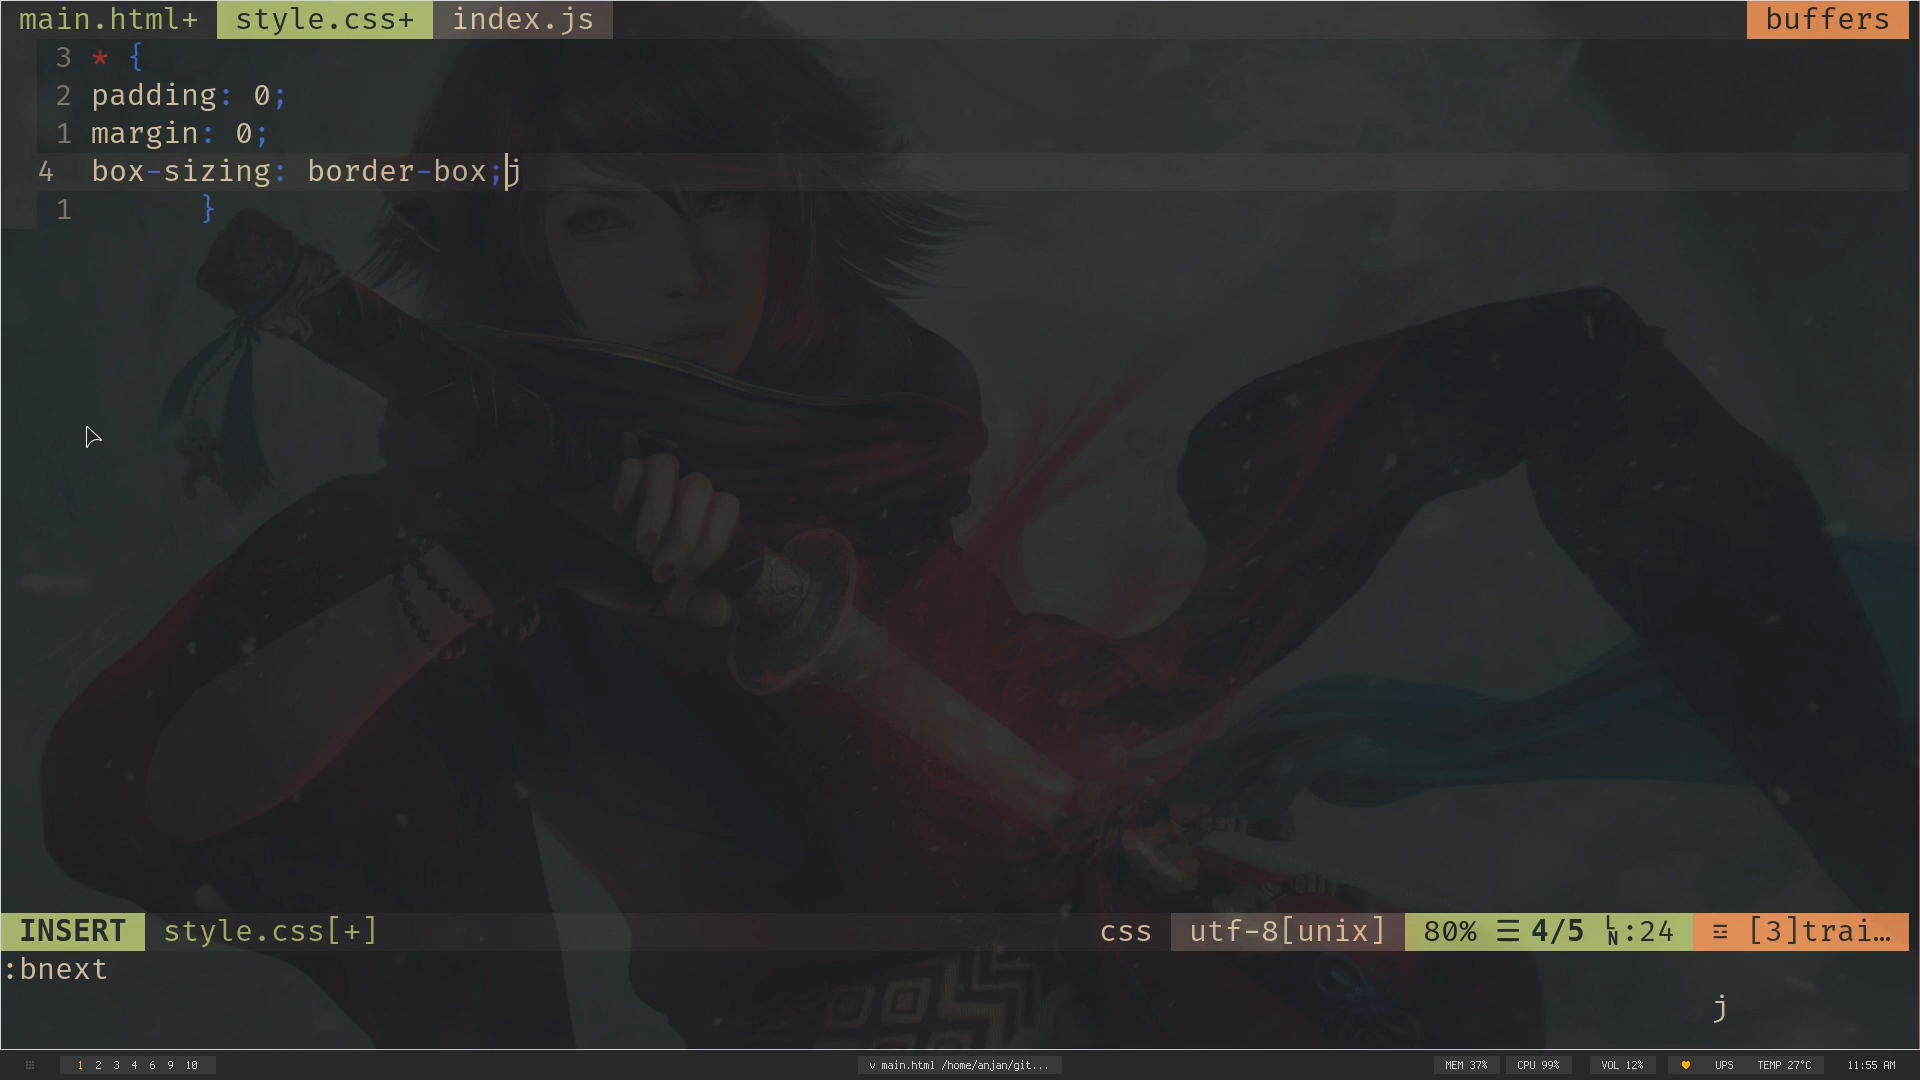 main.html+ style.css+ index.js buffers
3 * {
2 padding: 0;
1 margin: 0;
4 box-sizing: border-box;j
1 }
INSERT style.css[+] css utf-8[unix] 80% ☰ 4/5 LN:24 ☲ [3]trai…
:bnext
j
1 2 3 4 6 9 10 v main.html /home/anjan/git... MEM 37% CPU 99% VOL 12% UPS TEMP 27°C 11:55 AM